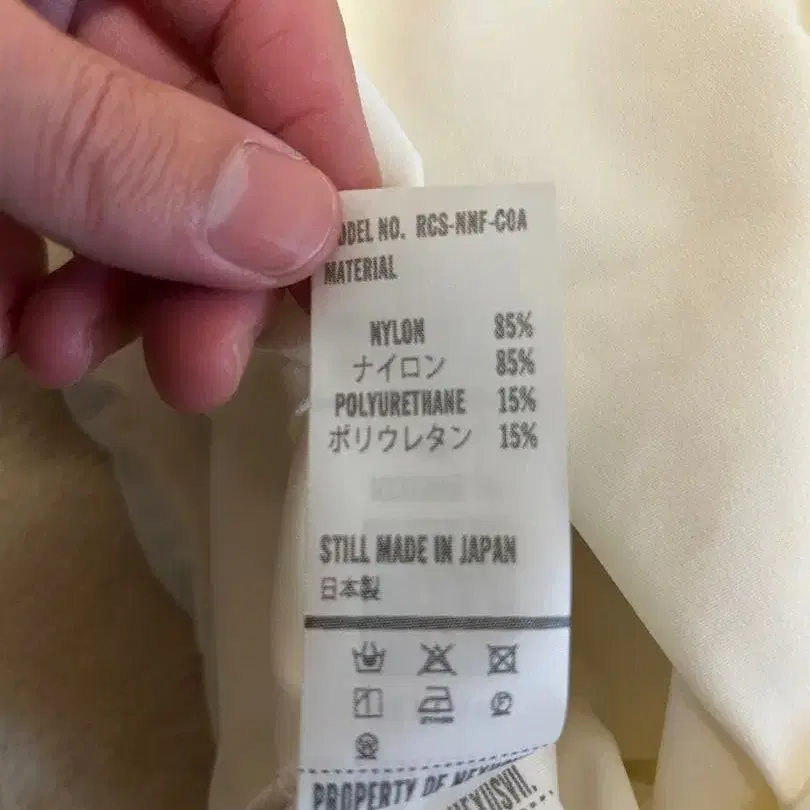 MODEL NO. RCS-NNF-COA
MATERIAL
NYLON 85%
ナイロン 85%
POLYURETHANE 15%
ポリウレタン 15%
STILL MADE IN JAPAN
日本製
PROPERTY OF
NEXUSVII.